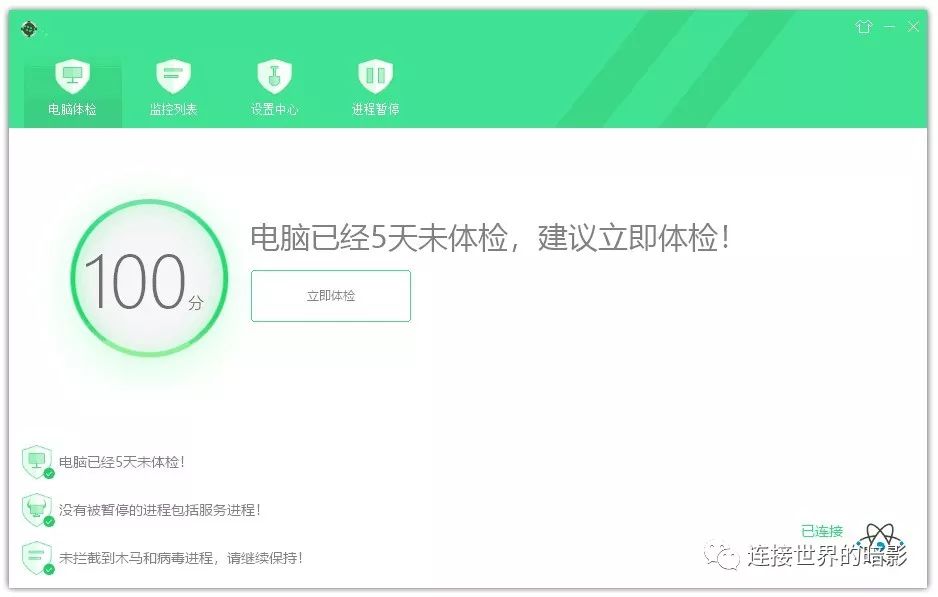 电脑体检
监控列表
设置中心
进程暂停
电脑已经5天未体检，建议立即体检！
100分
立即体检
电脑已经5天未体检！
没有被暂停的进程包括服务进程！
未拦截到木马和病毒进程，请继续保持！
已连接
连接世界的暗影